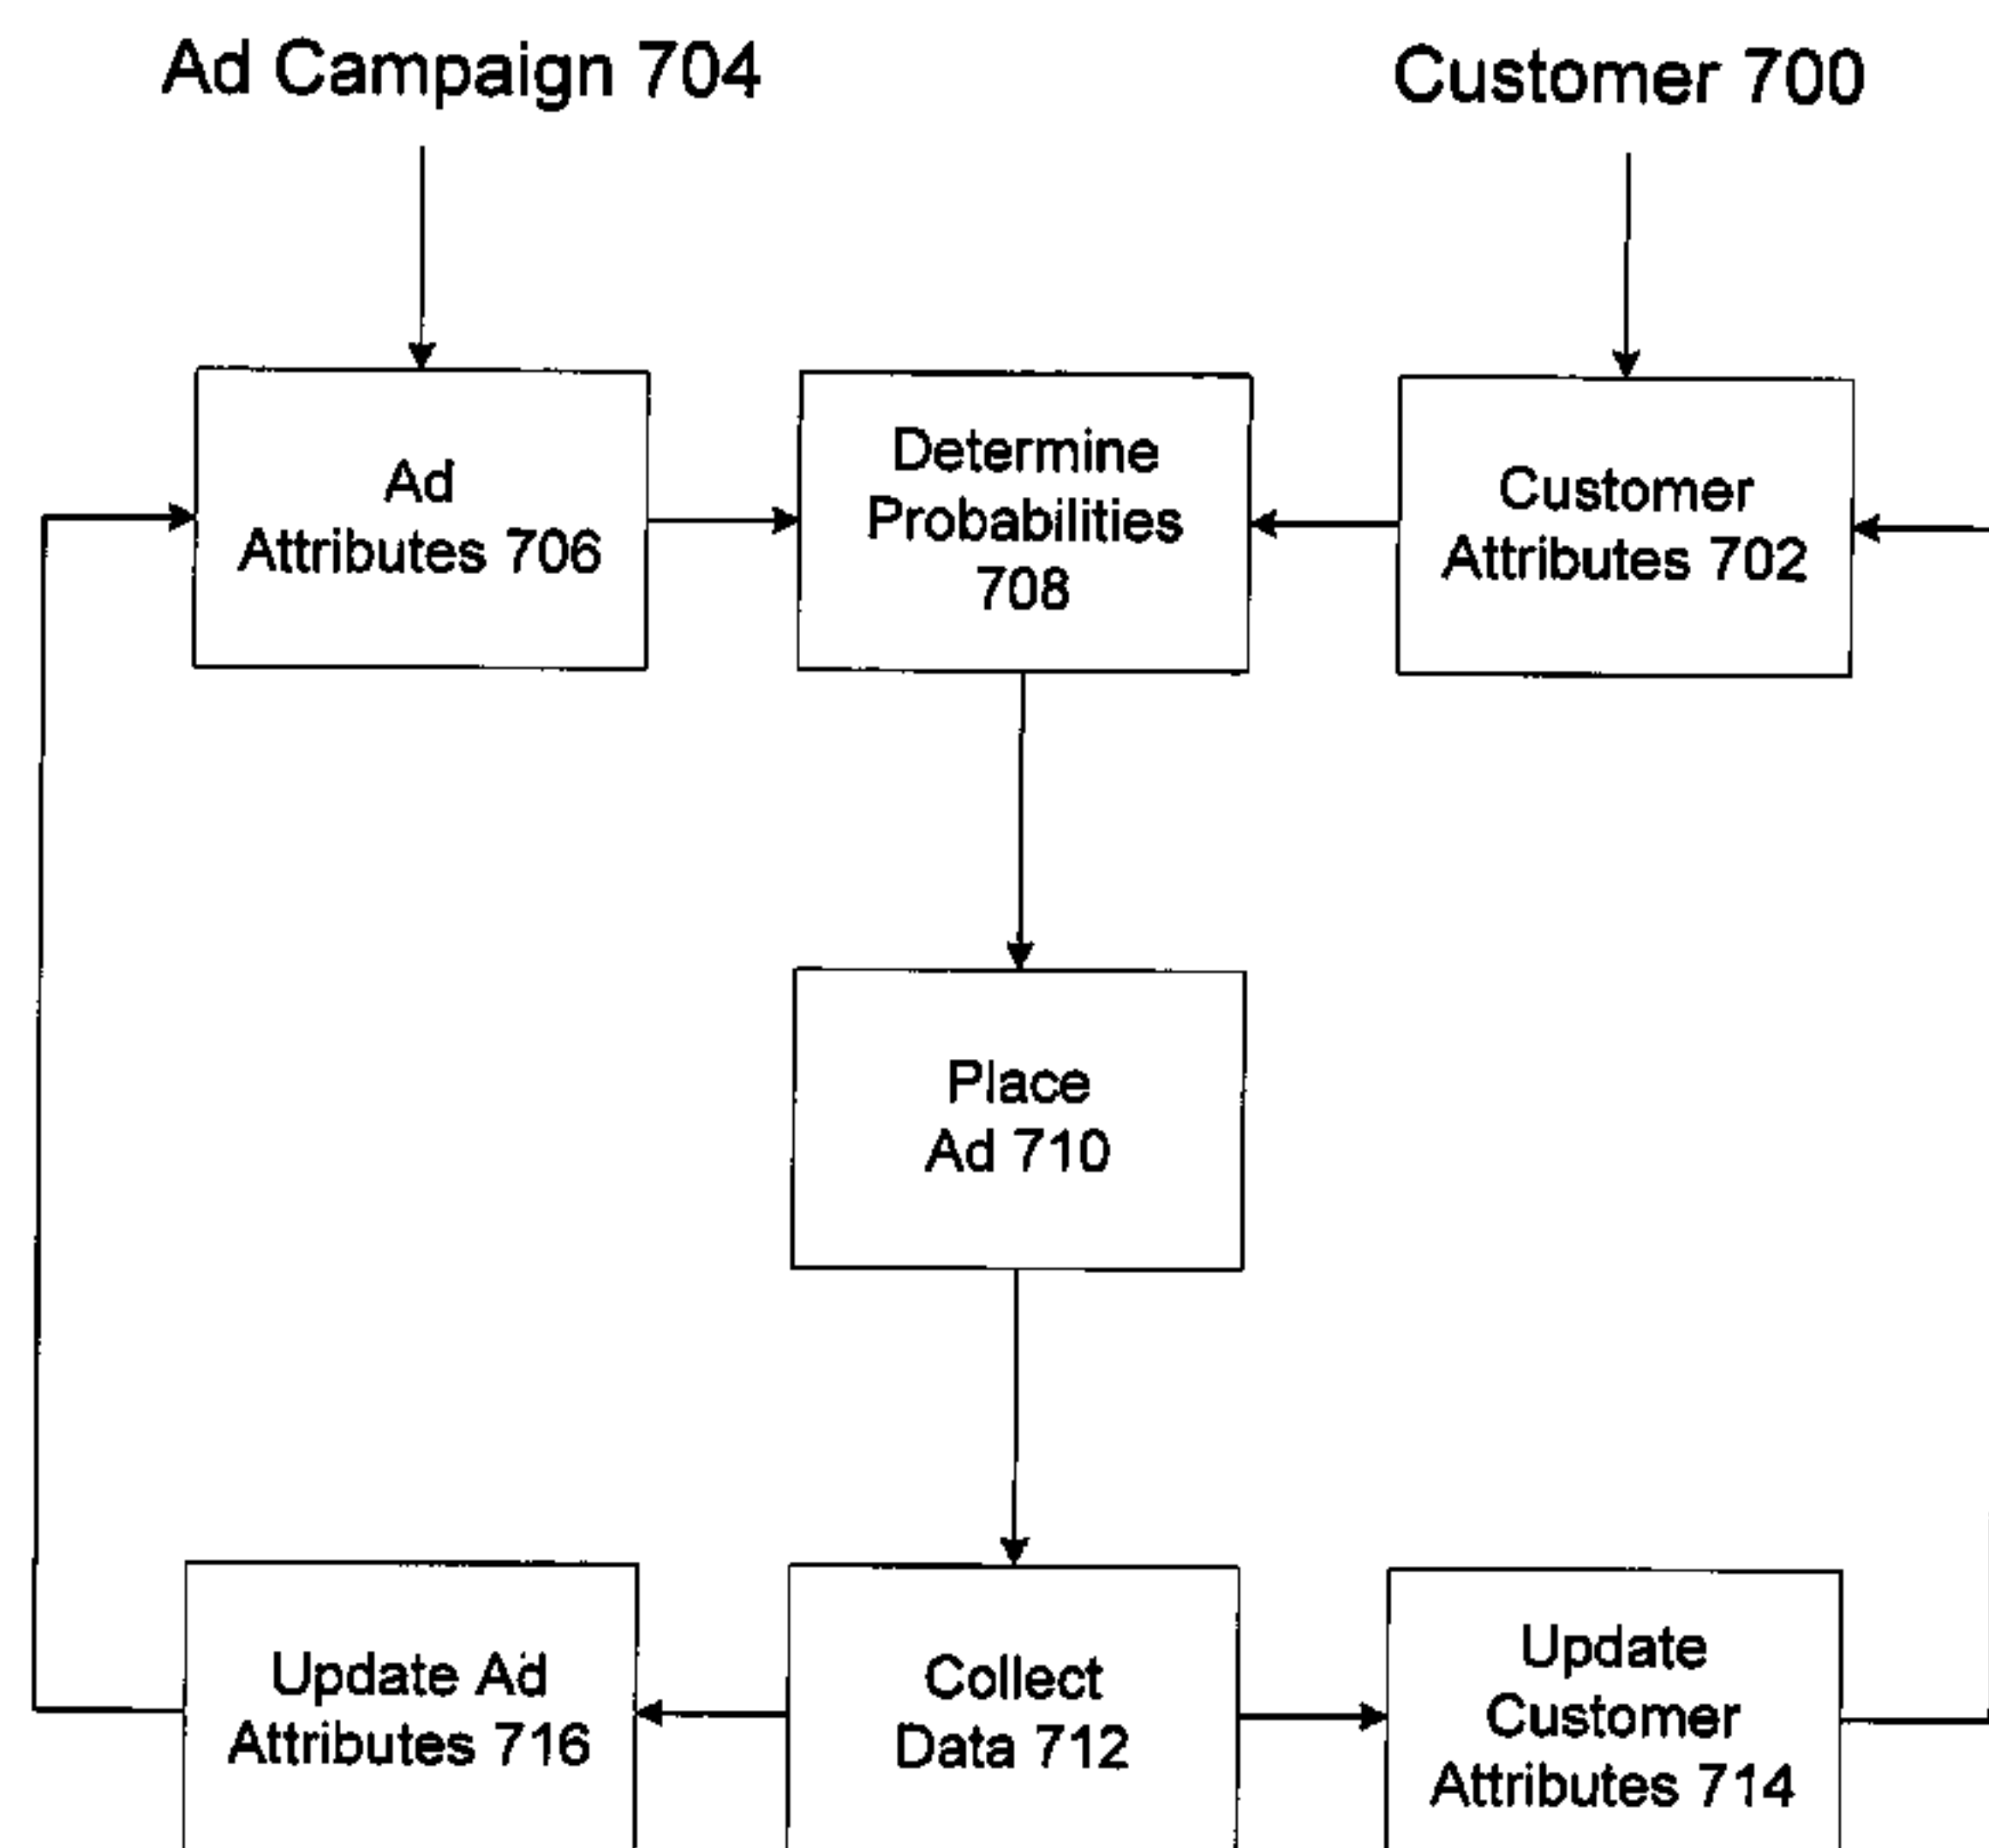 Ad Campaign 704
Customer 700
Ad
Attributes 706
Determine
Probabilities
708
Customer
Attributes 702
Place
Ad 710
Update Ad
Attributes 716
Collect
Data 712
Update
Customer
Attributes 714